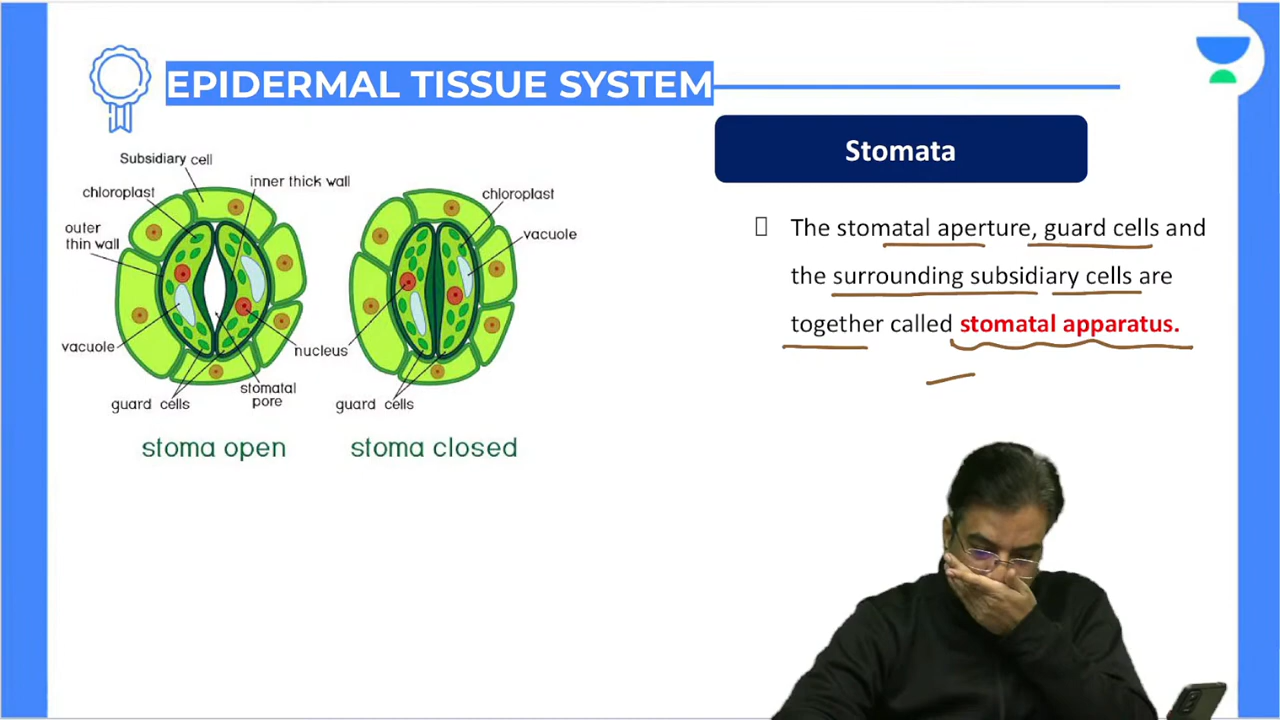 EPIDERMAL TISSUE SYSTEM
Stomata
Subsidiary cell
chloroplast
inner thick wall
outer
thin wall
vacuole
guard cells
stomatal
pore
nucleus
chloroplast
vacuole
guard cells
stoma open
stoma closed
The stomatal aperture, guard cells and
the surrounding subsidiary cells are
together called stomatal apparatus.